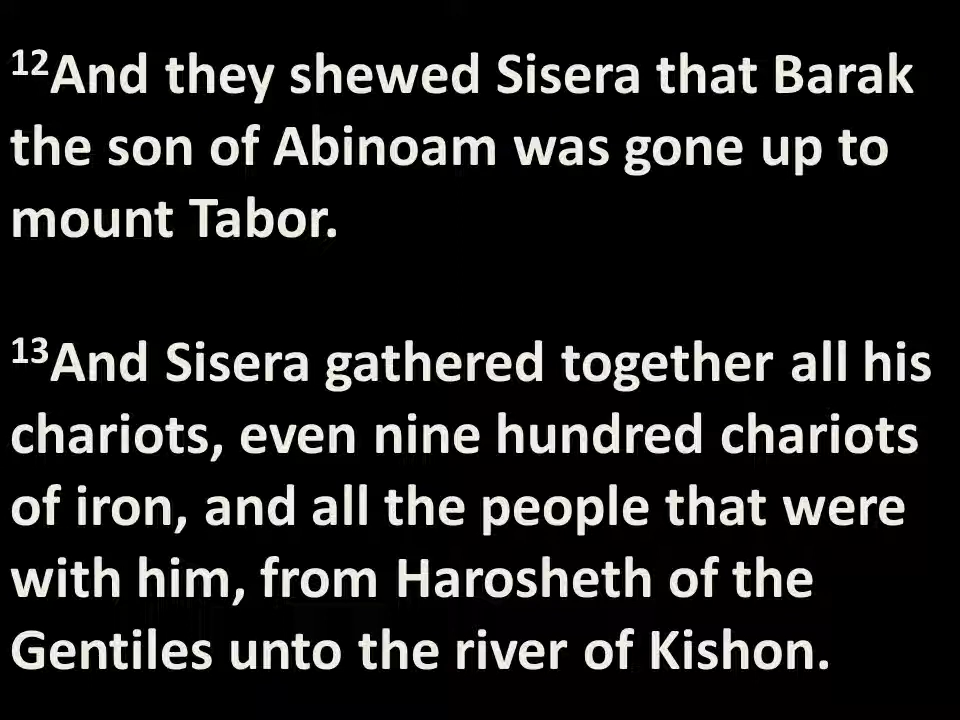 12And they shewed Sisera that Barak
the son of Abinoam was gone up to
mount Tabor.
13And Sisera gathered together all his
chariots, even nine hundred chariots
of iron, and all the people that were
with him, from Harosheth of the
Gentiles unto the river of Kishon.